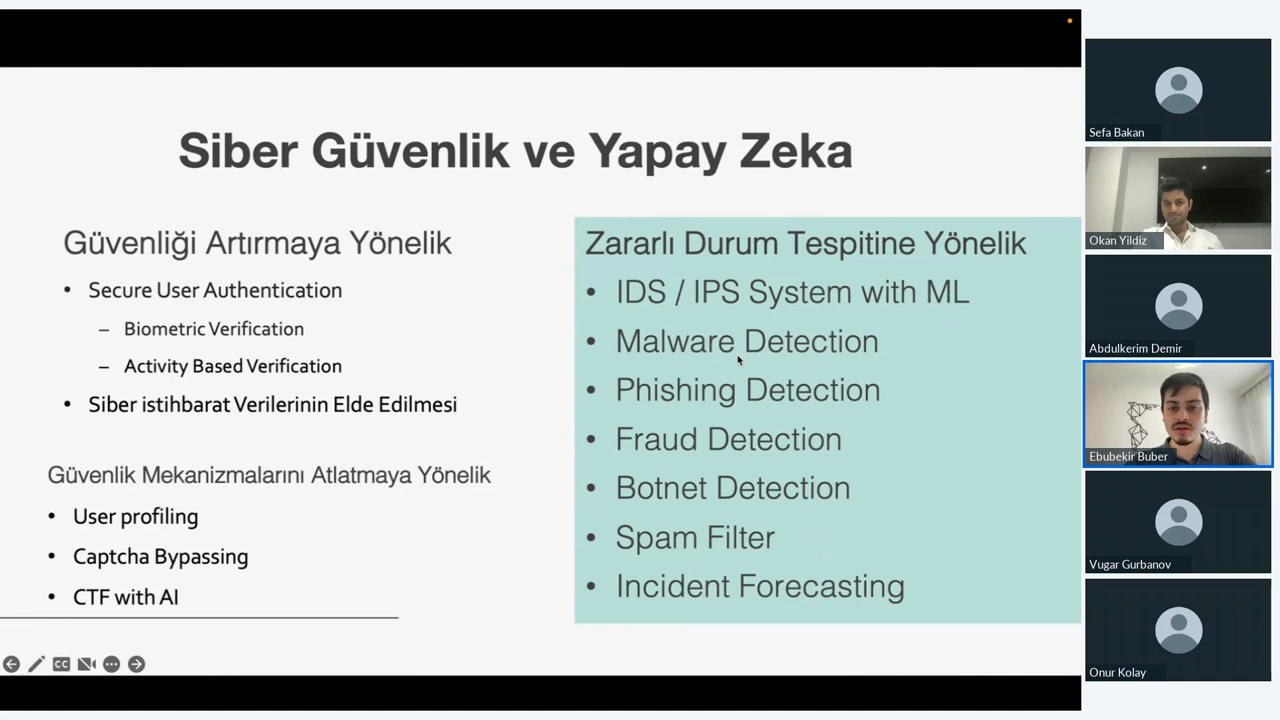 Siber Güvenlik ve Yapay Zeka
Güvenliği Artırmaya Yönelik
• Secure User Authentication
– Biometric Verification
– Activity Based Verification
• Siber istihbarat Verilerinin Elde Edilmesi
Güvenlik Mekanizmalarını Atlatmaya Yönelik
• User profiling
• Captcha Bypassing
• CTF with AI
Zararlı Durum Tespitine Yönelik
• IDS / IPS System with ML
• Malware Detection
• Phishing Detection
• Fraud Detection
• Botnet Detection
• Spam Filter
• Incident Forecasting
CC
Sefa Bakan
Okan Yildiz
Abdulkerim Demir
Ebubekir Buber
Vugar Gurbanov
Onur Kolay